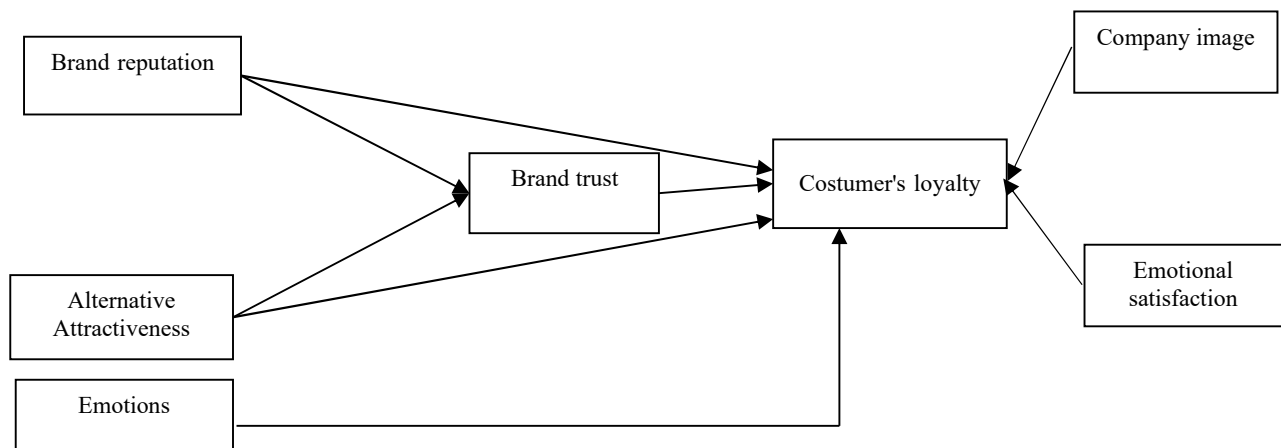 Company image
Brand reputation
Brand trust
Costumer's loyalty
Emotional
satisfaction
Alternative
Attractiveness
Emotions